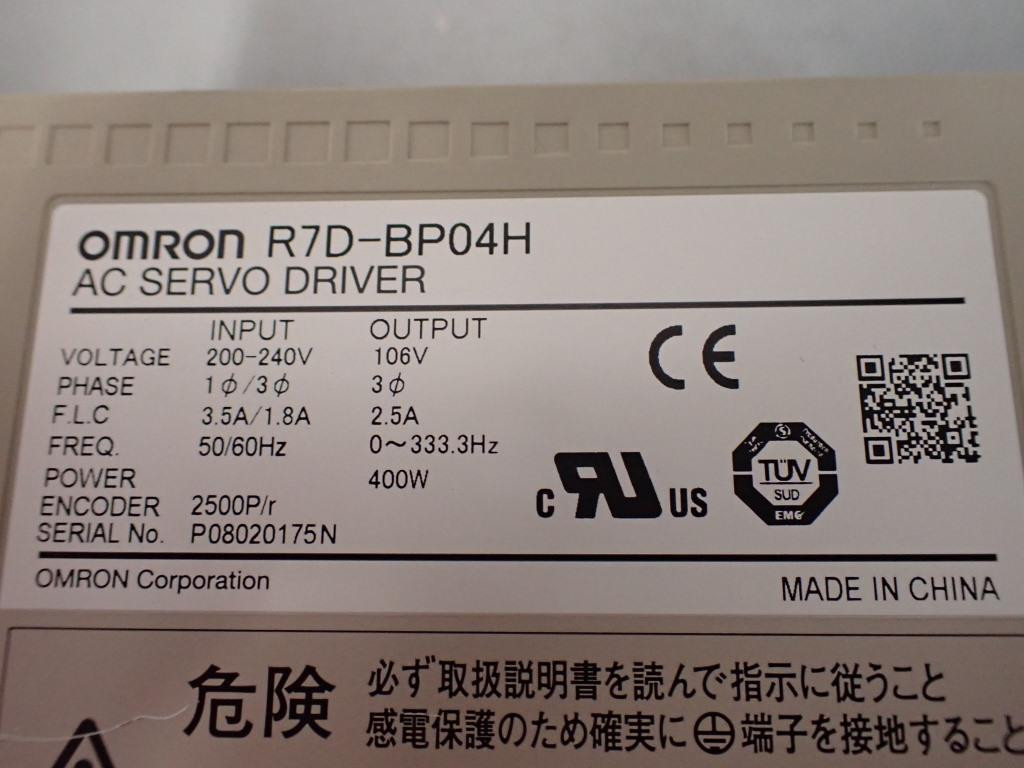 OMRON R7D-BP04H
AC SERVO DRIVER
INPUT OUTPUT
VOLTAGE 200-240V 106V
PHASE 1φ/3φ 3φ
F.L.C 3.5A/1.8A 2.5A
FREQ. 50/60Hz 0～333.3Hz
POWER 400W
ENCODER 2500P/r
SERIAL No. P08020175N
CE
C RU US
TÜV
SUD
EMC
OMRON Corporation MADE IN CHINA
危険 必ず取扱説明書を読んで指示に従うこと
感電保護のため確実に端子を接地すること